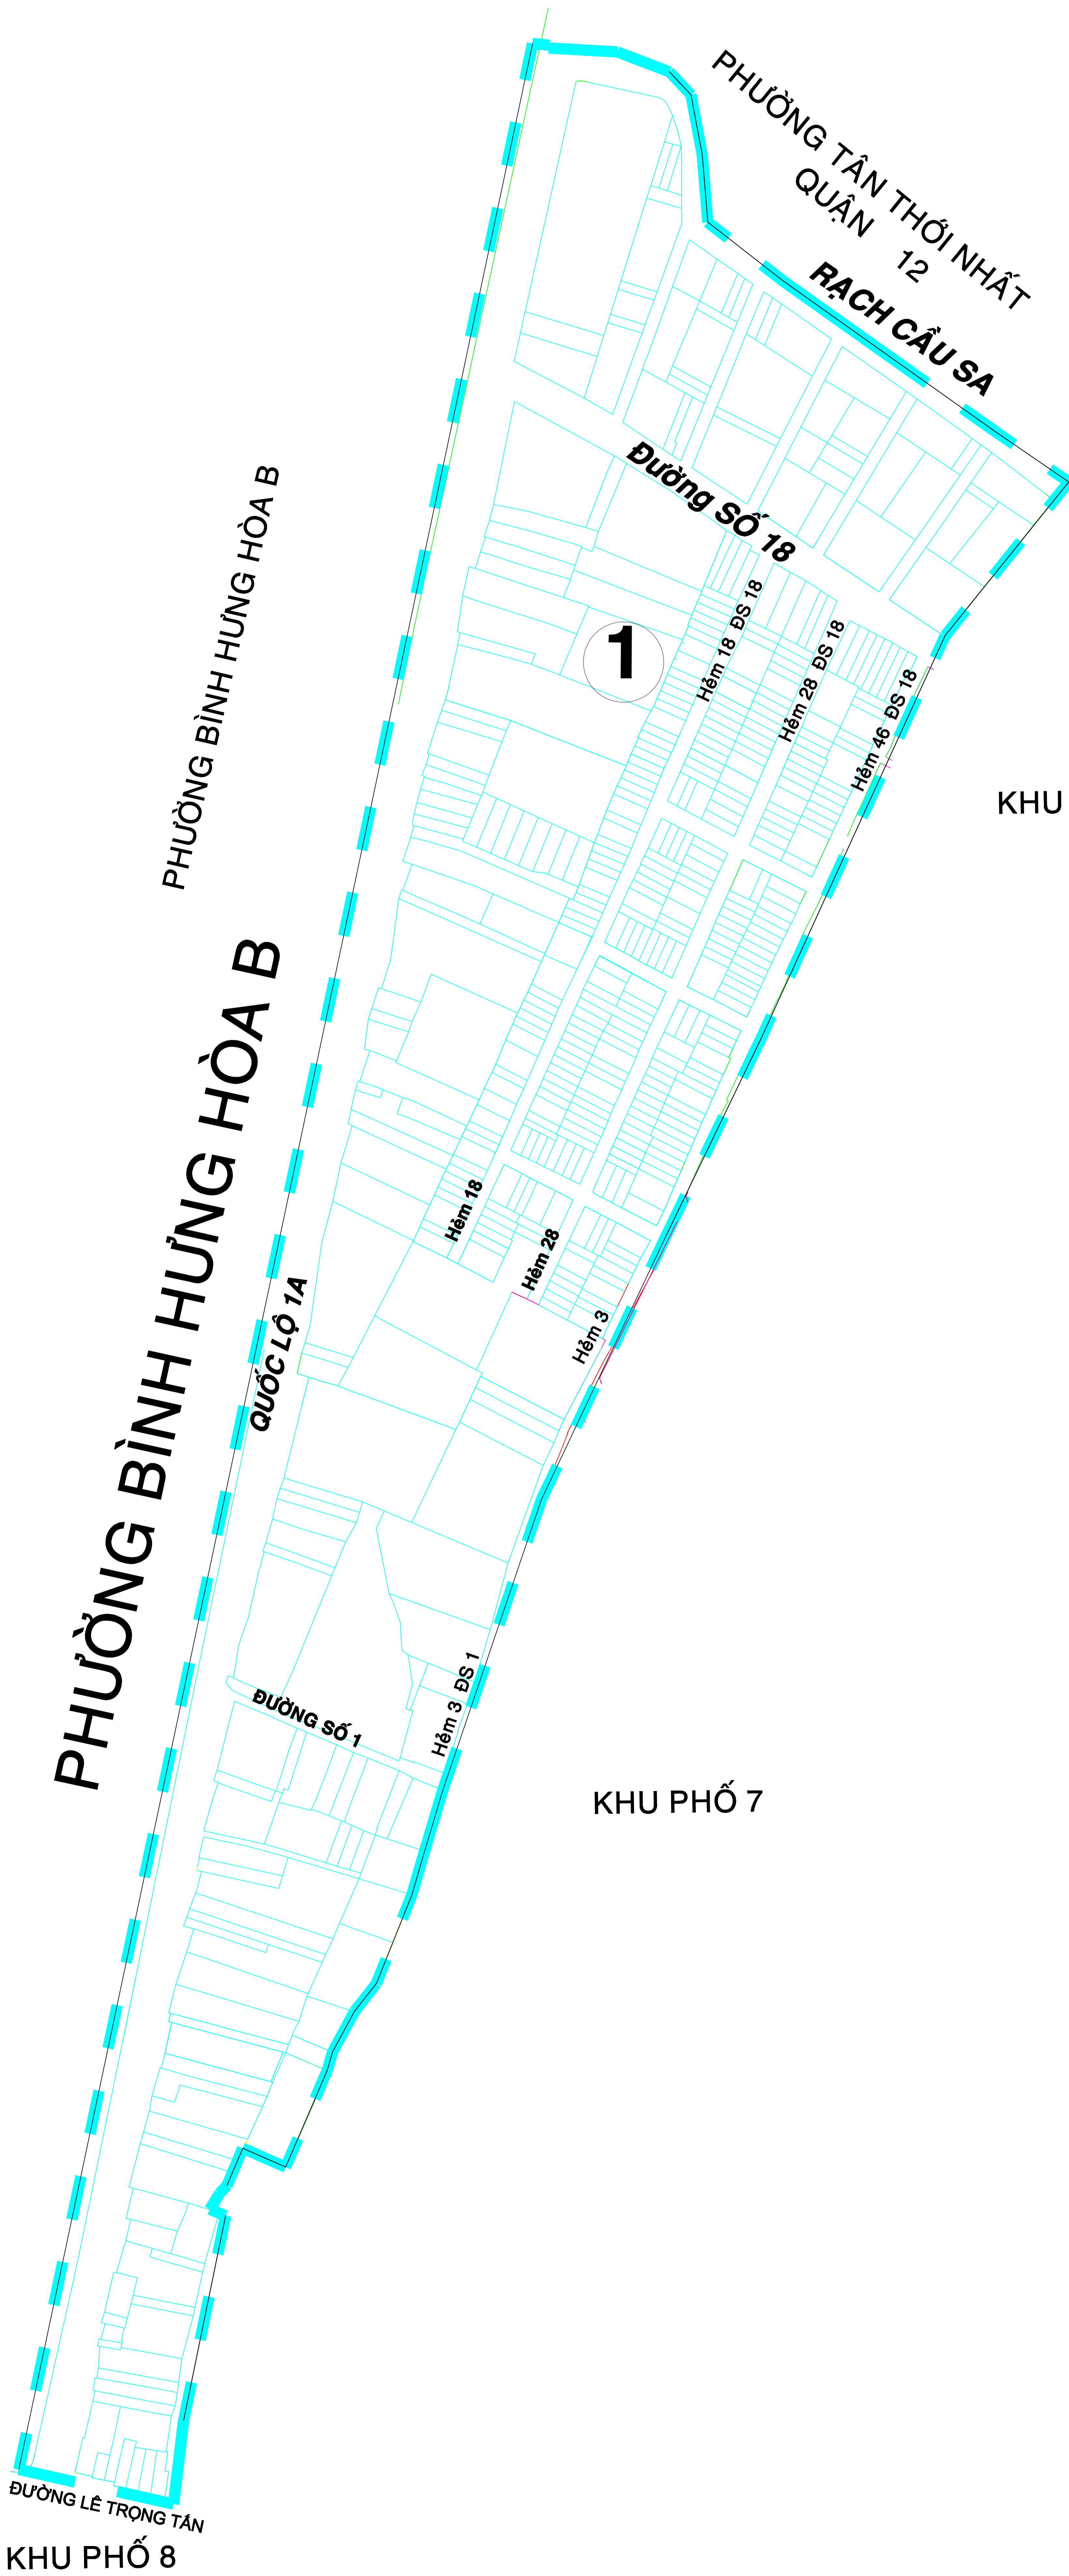 PHƯỜNG TÂN THỚI NHẤT
QUẬN 12
RẠCH CẦU SA
Đường SỐ 18
PHƯỜNG BÌNH HƯNG HÒA B
1
Hẻm 18 ĐS 18
Hẻm 28 ĐS 18
Hẻm 46 ĐS 18
KHU
PHƯỜNG BÌNH HƯNG HÒA B
Hẻm 18
Hẻm 28
QUỐC LỘ 1A
Hẻm 3
Hẻm 3 ĐS 1
ĐƯỜNG SỐ 1
KHU PHỐ 7
ĐƯỜNG LÊ TRỌNG TẤN
KHU PHỐ 8